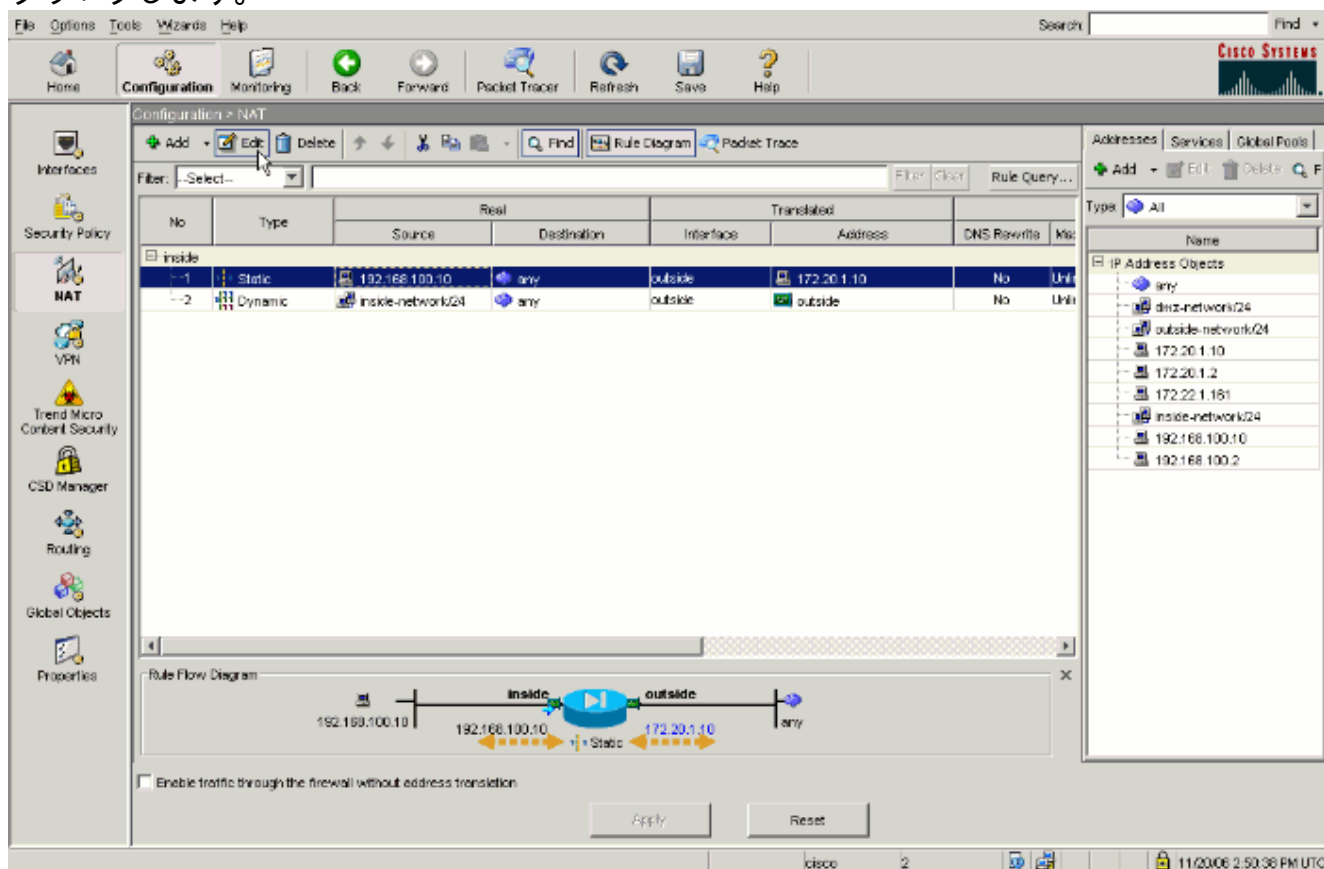 クリックします。
File Options Tools Wizards Help Search: Find
Home Configuration Monitoring Back Forward Packet Tracer Refresh Save Help
CISCO SYSTEMS
Configuration > NAT
Add Edit Delete Find Rule Diagram Packet Trace
Filter: --Select-- Filter Clear Rule Query...
No Type Real Translated
Source Destination Interface Address DNS Rewrite
inside
1 Static 192.168.100.10 any outside 172.20.1.10 No
2 Dynamic inside-network/24 any outside outside No
Interfaces
Security Policy
NAT
VPN
Trend Micro
Content Security
CSD Manager
Routing
Global Objects
Properties
Addresses Services Global Pools
Add Edit Delete F
Type: All
Name
IP Address Objects
any
dmz-network/24
outside-network/24
172.20.1.10
172.20.1.2
172.22.1.161
inside-network/24
192.168.100.10
192.168.100.2
Rule Flow Diagram
inside outside
192.168.100.10 192.168.100.10 Static 172.20.1.10 any
Enable traffic through the firewall without address translation
Apply Reset
cisco 2 11/20/06 2:50:38 PM UTC